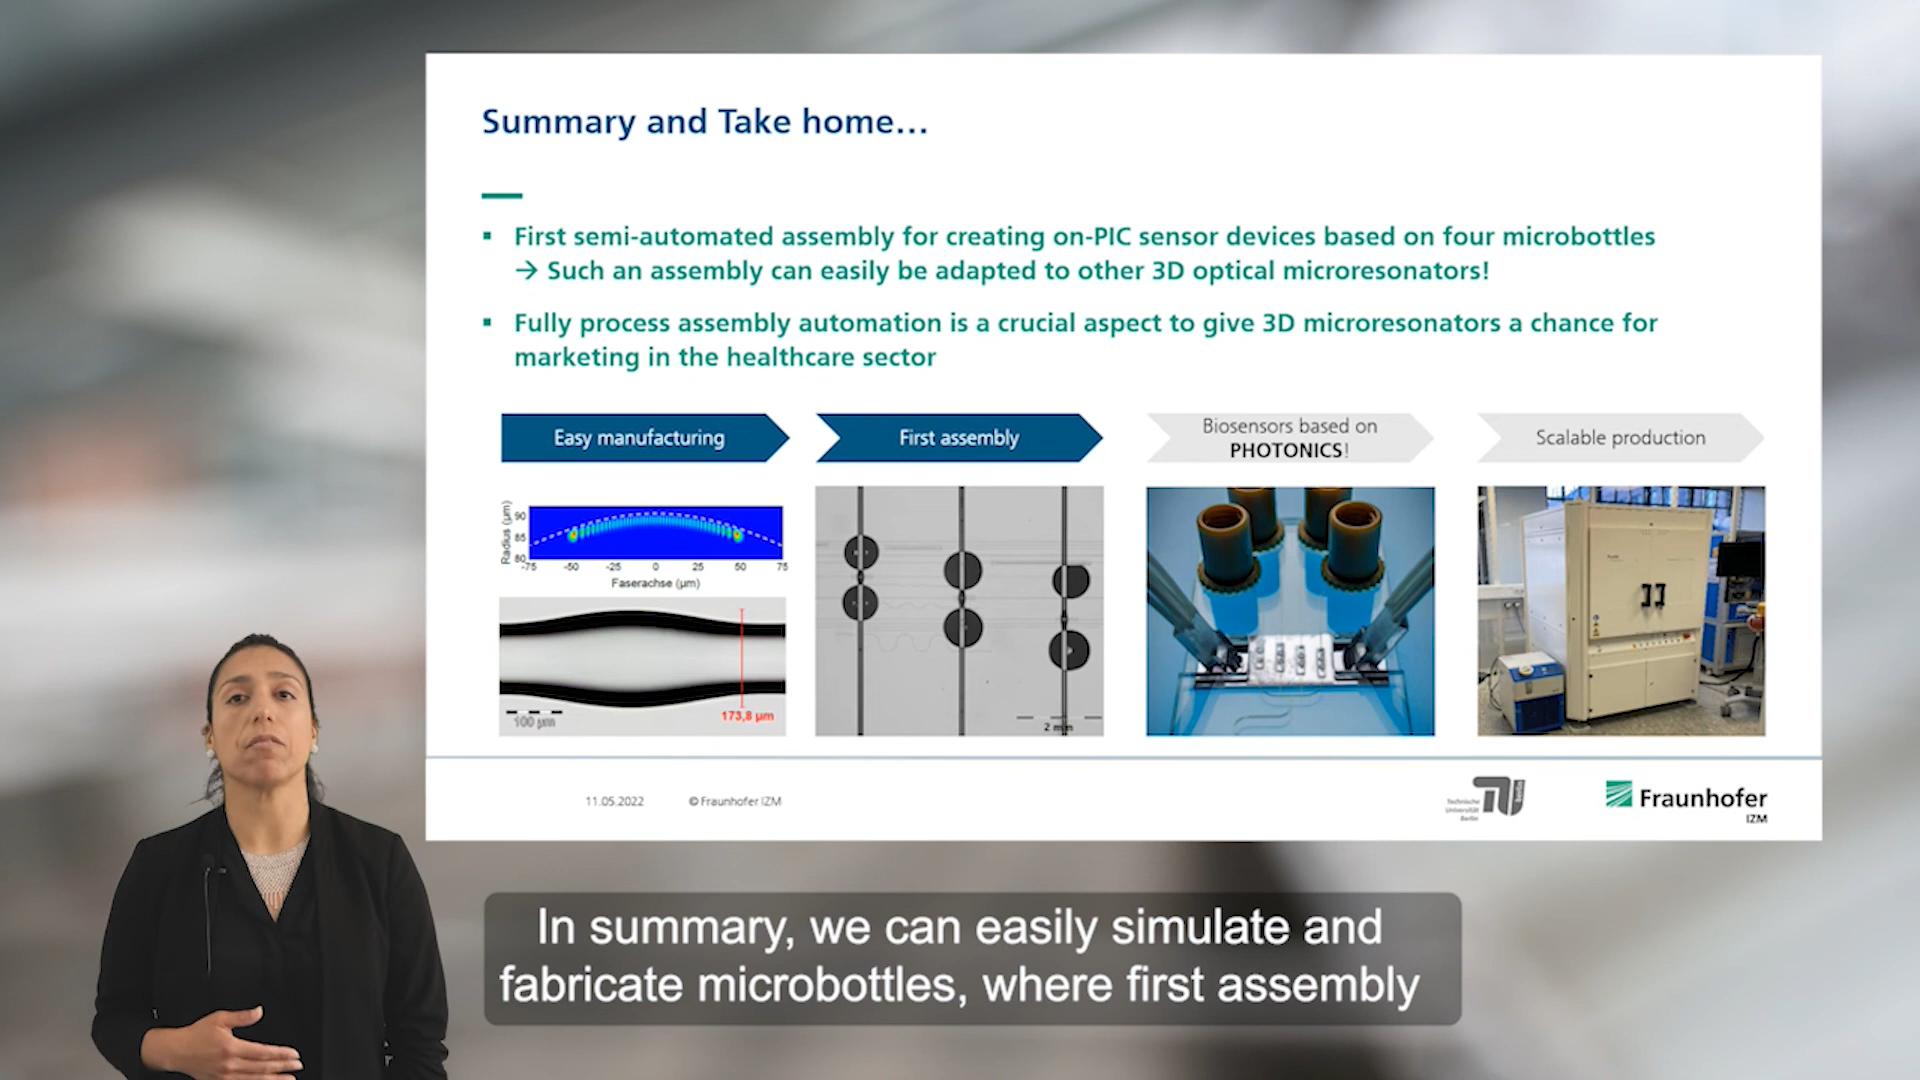 Summary and Take home...
▪ First semi-automated assembly for creating on-PIC sensor devices based on four microbottles
→ Such an assembly can easily be adapted to other 3D optical microresonators!
▪ Fully process assembly automation is a crucial aspect to give 3D microresonators a chance for
marketing in the healthcare sector
Easy manufacturing
First assembly
Biosensors based on
PHOTONICS!
Scalable production
Radius (µm)
90
85
80
-75 -50 -25 0 25 50 75
Faserachse (µm)
100 µm
173,8 µm
2 mm
11.05.2022
© Fraunhofer IZM
Technische
Universität
Berlin
Berlin
Fraunhofer
IZM
In summary, we can easily simulate and
fabricate microbottles, where first assembly